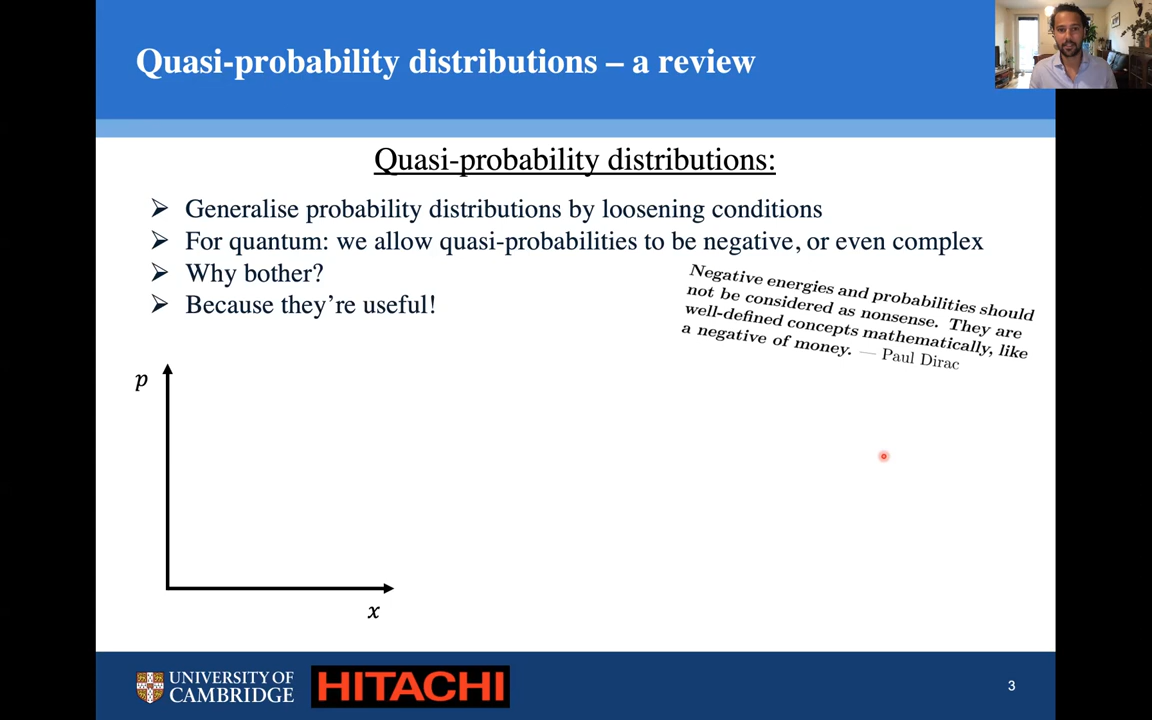 Quasi-probability distributions – a review
Quasi-probability distributions:
➢ Generalise probability distributions by loosening conditions
➢ For quantum: we allow quasi-probabilities to be negative, or even complex
➢ Why bother?
➢ Because they're useful!
Negative energies and probabilities should
not be considered as nonsense. They are
well-defined concepts mathematically, like
a negative of money. — Paul Dirac
p
x
UNIVERSITY OF
CAMBRIDGE
HITACHI
3